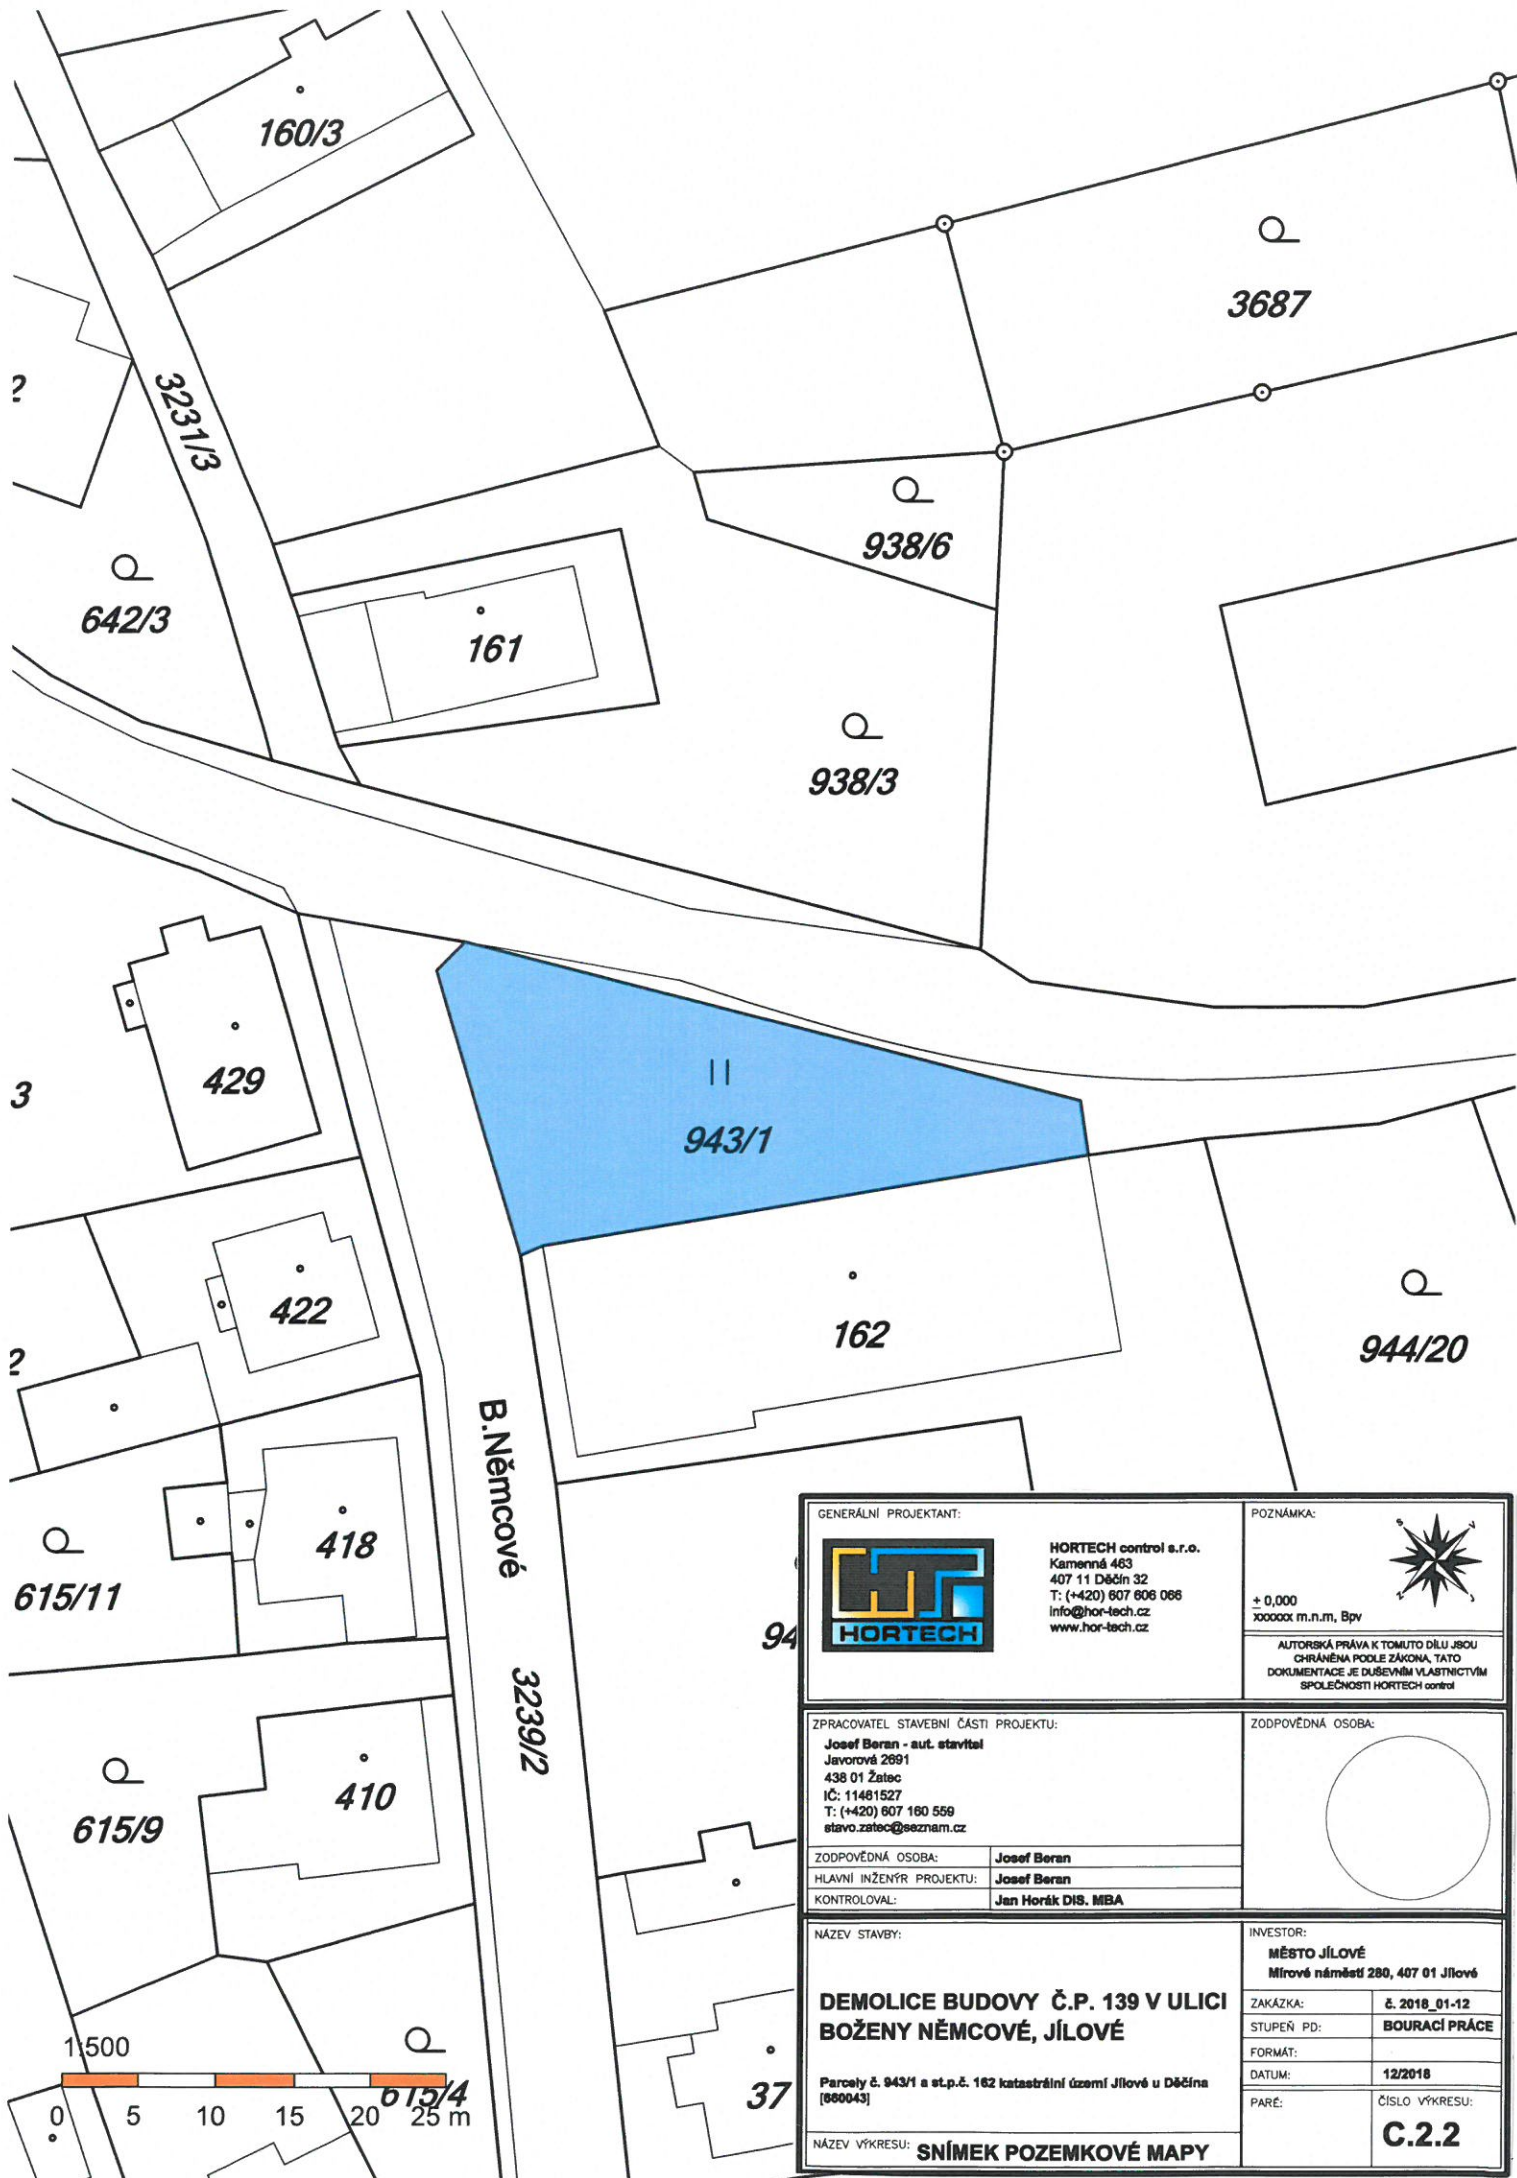 160/3
3687
2
3231/3
938/6
642/3
161
938/3
429
3
943/1
422
162
944/20
2
B.Němcové
418
615/11
94
3239/2
410
615/9
37
615/4
1:500
0 5 10 15 20 25 m
GENERÁLNÍ PROJEKTANT:
HORTECH
HORTECH control s.r.o.
Kamenná 463
407 11 Děčín 32
T: (+420) 607 606 066
info@hor-tech.cz
www.hor-tech.cz
POZNÁMKA:
S V
Z J
± 0,000
xxxxxx m.n.m, Bpv
AUTORSKÁ PRÁVA K TOMUTO DÍLU JSOU
CHRÁNĚNA PODLE ZÁKONA, TATO
DOKUMENTACE JE DUŠEVNÍM VLASTNICTVÍM
SPOLEČNOSTI HORTECH control
ZPRACOVATEL STAVEBNÍ ČÁSTI PROJEKTU:
Josef Beran - aut. stavitel
Javorová 2691
438 01 Žatec
IČ: 11461527
T: (+420) 607 160 559
stavo.zatec@seznam.cz
ZODPOVĚDNÁ OSOBA:
ZODPOVĚDNÁ OSOBA: Josef Beran
HLAVNÍ INŽENÝR PROJEKTU: Josef Beran
KONTROLOVAL: Jan Horák DIS. MBA
NÁZEV STAVBY:
DEMOLICE BUDOVY Č.P. 139 V ULICI
BOŽENY NĚMCOVÉ, JÍLOVÉ
Parcely č. 943/1 a st.p.č. 162 katastrální území Jílové u Děčína
[660043]
NÁZEV VÝKRESU: SNÍMEK POZEMKOVÉ MAPY
INVESTOR:
MĚSTO JÍLOVÉ
Mírové náměstí 280, 407 01 Jílové
ZAKÁZKA: č. 2018_01-12
STUPEŇ PD: BOURACÍ PRÁCE
FORMÁT:
DATUM: 12/2018
PARÉ:
ČÍSLO VÝKRESU:
C.2.2